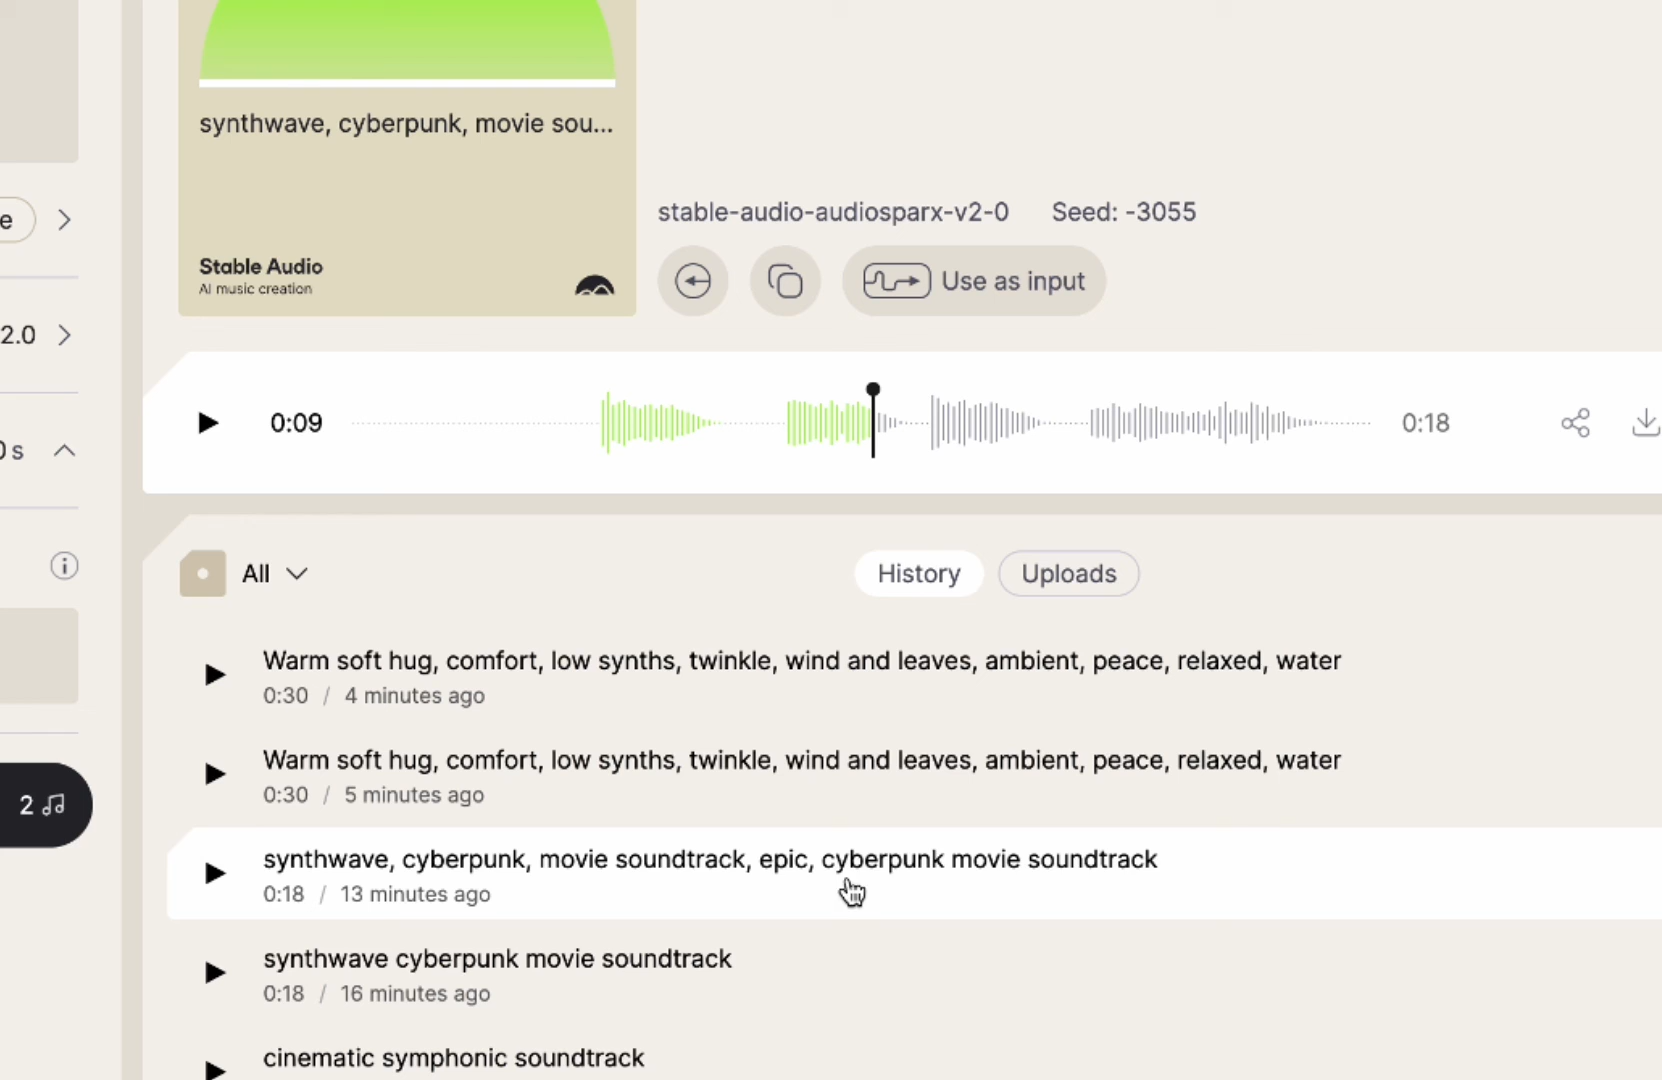 synthwave, cyberpunk, movie sou...
e
stable-audio-audiosparx-v2-0 Seed: -3055
Stable Audio
AI music creation
Use as input
2.0
0:09
0:18
0 s
All
History
Uploads
Warm soft hug, comfort, low synths, twinkle, wind and leaves, ambient, peace, relaxed, water
0:30 / 4 minutes ago
Warm soft hug, comfort, low synths, twinkle, wind and leaves, ambient, peace, relaxed, water
0:30 / 5 minutes ago
2
synthwave, cyberpunk, movie soundtrack, epic, cyberpunk movie soundtrack
0:18 / 13 minutes ago
synthwave cyberpunk movie soundtrack
0:18 / 16 minutes ago
cinematic symphonic soundtrack